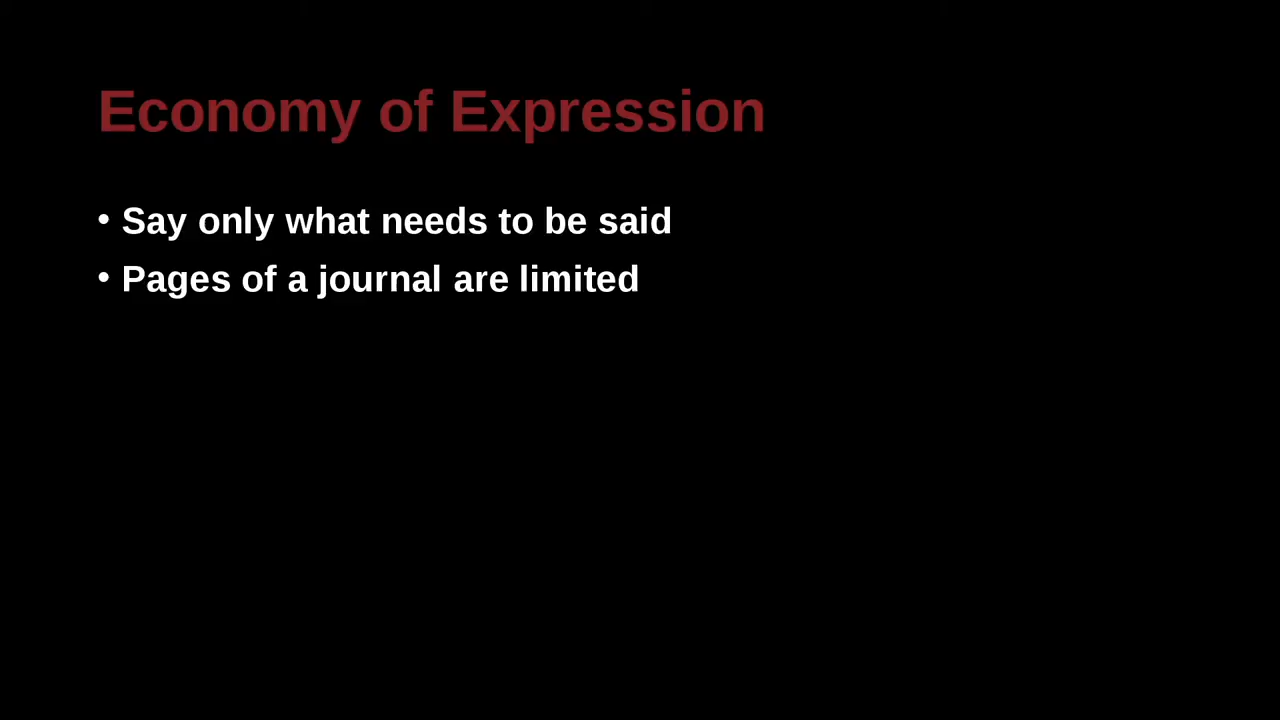 Economy of Expression
• Say only what needs to be said
• Pages of a journal are limited